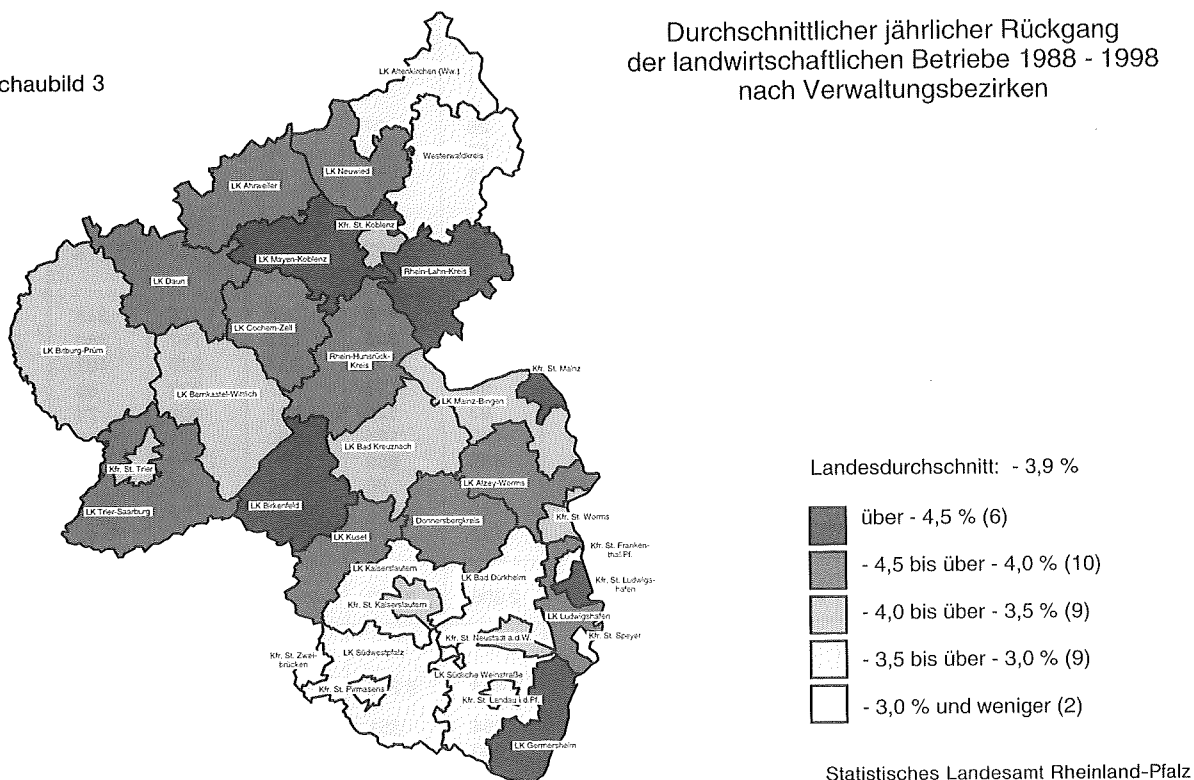 chaubild 3
Durchschnittlicher jährlicher Rückgang
der landwirtschaftlichen Betriebe 1988 - 1998
nach Verwaltungsbezirken
LK Altenkirchen (Ww.)
Westerwaldkreis
LK Neuwied
LK Ahrweiler
Kfr. St. Koblenz
LK Mayen-Koblenz
Rhein-Lahn-Kreis
LK Daun
LK Cochem-Zell
LK Bitburg-Prüm
Rhein-Hunsrück-
Kreis
Kfr. St. Mainz
LK Bernkastel-Wittlich
LK Mainz-Bingen
LK Bad Kreuznach
Kfr. St. Trier
LK Alzey-Worms
LK Trier-Saarburg
LK Birkenfeld
Donnersbergkreis
Kfr. St. Worms
LK Kusel
Kfr. St. Franken-
thal Pf.
LK Kaiserslautern
LK Bad Dürkheim
Kfr. St. Ludwigs-
hafen
Kfr. St. Kaiserslautern
LK Ludwigshafen
Kfr. St. Neustadt a.d.W.
Kfr. St. Speyer
Kfr. St. Zwei-
brücken
LK Südwestpfalz
LK Südliche Weinstraße
Kfr. St. Pirmasens
Kfr. St. Landau i.d.Pf.
LK Germersheim
Landesdurchschnitt: - 3,9 %
über - 4,5 % (6)
- 4,5 bis über - 4,0 % (10)
- 4,0 bis über - 3,5 % (9)
- 3,5 bis über - 3,0 % (9)
- 3,0 % und weniger (2)
Statistisches Landesamt Rheinland-Pfalz